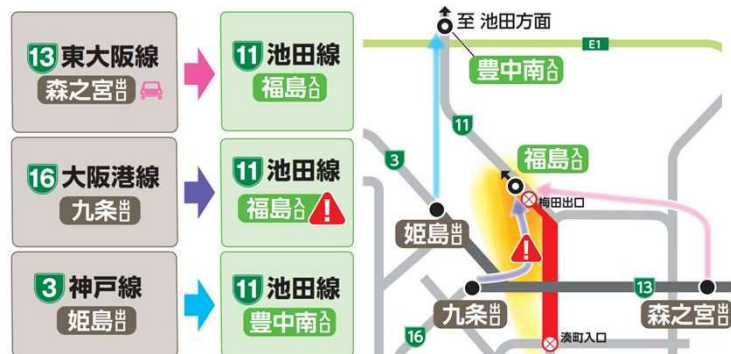 13 東大阪線
森之宮出口
11 池田線
福島入口
16 大阪港線
九条出口
11 池田線
福島入口
3 神戸線
姫島出口
11 池田線
豊中南入口
至 池田方面
E1
豊中南入口
11
3
福島入口
梅田出口
姫島出口
13
九条出口
森之宮出口
16
湊町入口